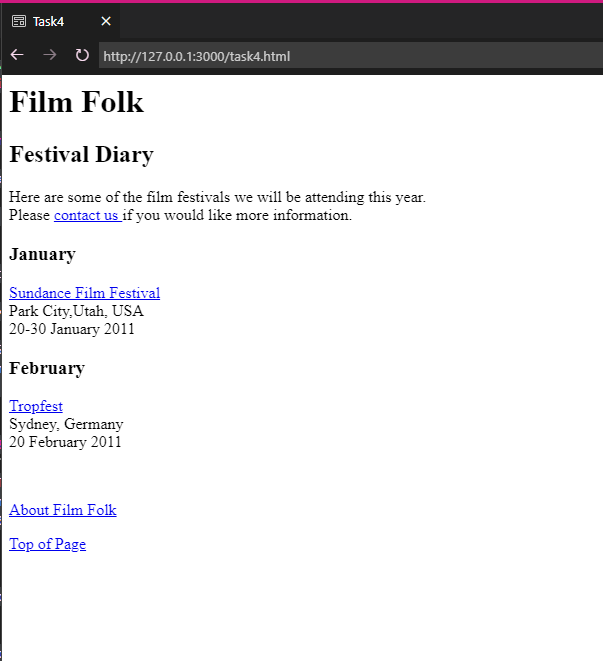 Task4
http://127.0.0.1:3000/task4.html
Film Folk
Festival Diary
Here are some of the film festivals we will be attending this year.
Please contact us if you would like more information.
January
Sundance Film Festival
Park City,Utah, USA
20-30 January 2011
February
Tropfest
Sydney, Germany
20 February 2011
About Film Folk
Top of Page